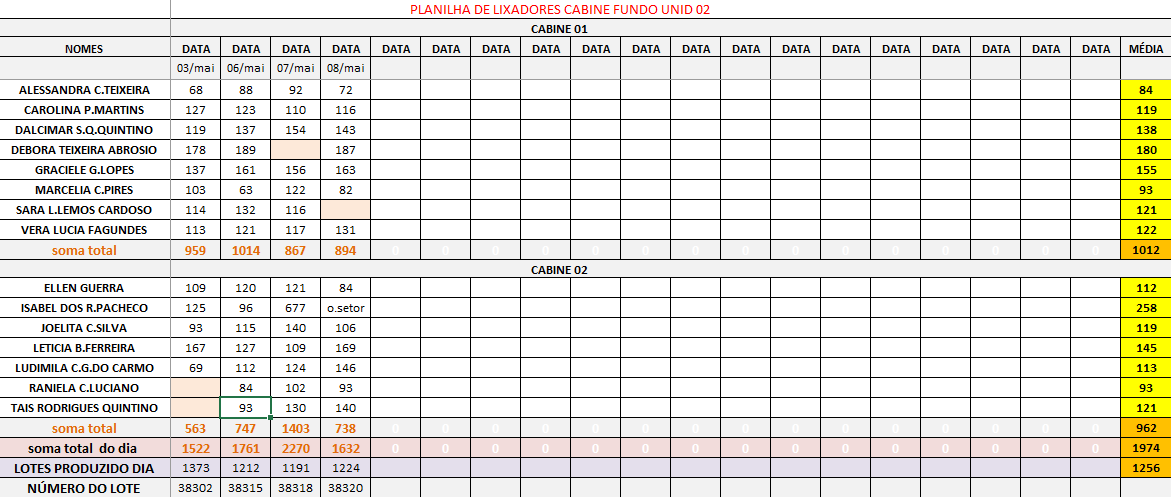 PLANILHA DE LIXADORES CABINE FUNDO UNID 02
CABINE 01
NOMES DATA DATA DATA DATA DATA DATA DATA DATA DATA DATA DATA DATA DATA DATA DATA DATA DATA DATA DATA MÉDIA
03/mai 06/mai 07/mai 08/mai
ALESSANDRA C.TEIXEIRA 68 88 92 72 84
CAROLINA P.MARTINS 127 123 110 116 119
DALCIMAR S.Q.QUINTINO 119 137 154 143 138
DEBORA TEIXEIRA ABROSIO 178 189 187 180
GRACIELE G.LOPES 137 161 156 163 155
MARCELIA C.PIRES 103 63 122 82 93
SARA L.LEMOS CARDOSO 114 132 116 121
VERA LUCIA FAGUNDES 113 121 117 131 122
soma total 959 1014 867 894 0 0 0 0 0 0 0 0 0 0 0 0 0 0 0 1012
CABINE 02
ELLEN GUERRA 109 120 121 84 112
ISABEL DOS R.PACHECO 125 96 677 o.setor 258
JOELITA C.SILVA 93 115 140 106 119
LETICIA B.FERREIRA 167 127 109 169 145
LUDIMILA C.G.DO CARMO 69 112 124 146 113
RANIELA C.LUCIANO 84 102 93 93
TAIS RODRIGUES QUINTINO 93 130 140 121
soma total 563 747 1403 738 0 0 0 0 0 0 0 0 0 0 0 0 0 0 0 962
soma total do dia 1522 1761 2270 1632 0 0 0 0 0 0 0 0 0 0 0 0 0 0 0 1974
LOTES PRODUZIDO DIA 1373 1212 1191 1224 1256
NÚMERO DO LOTE 38302 38315 38318 38320